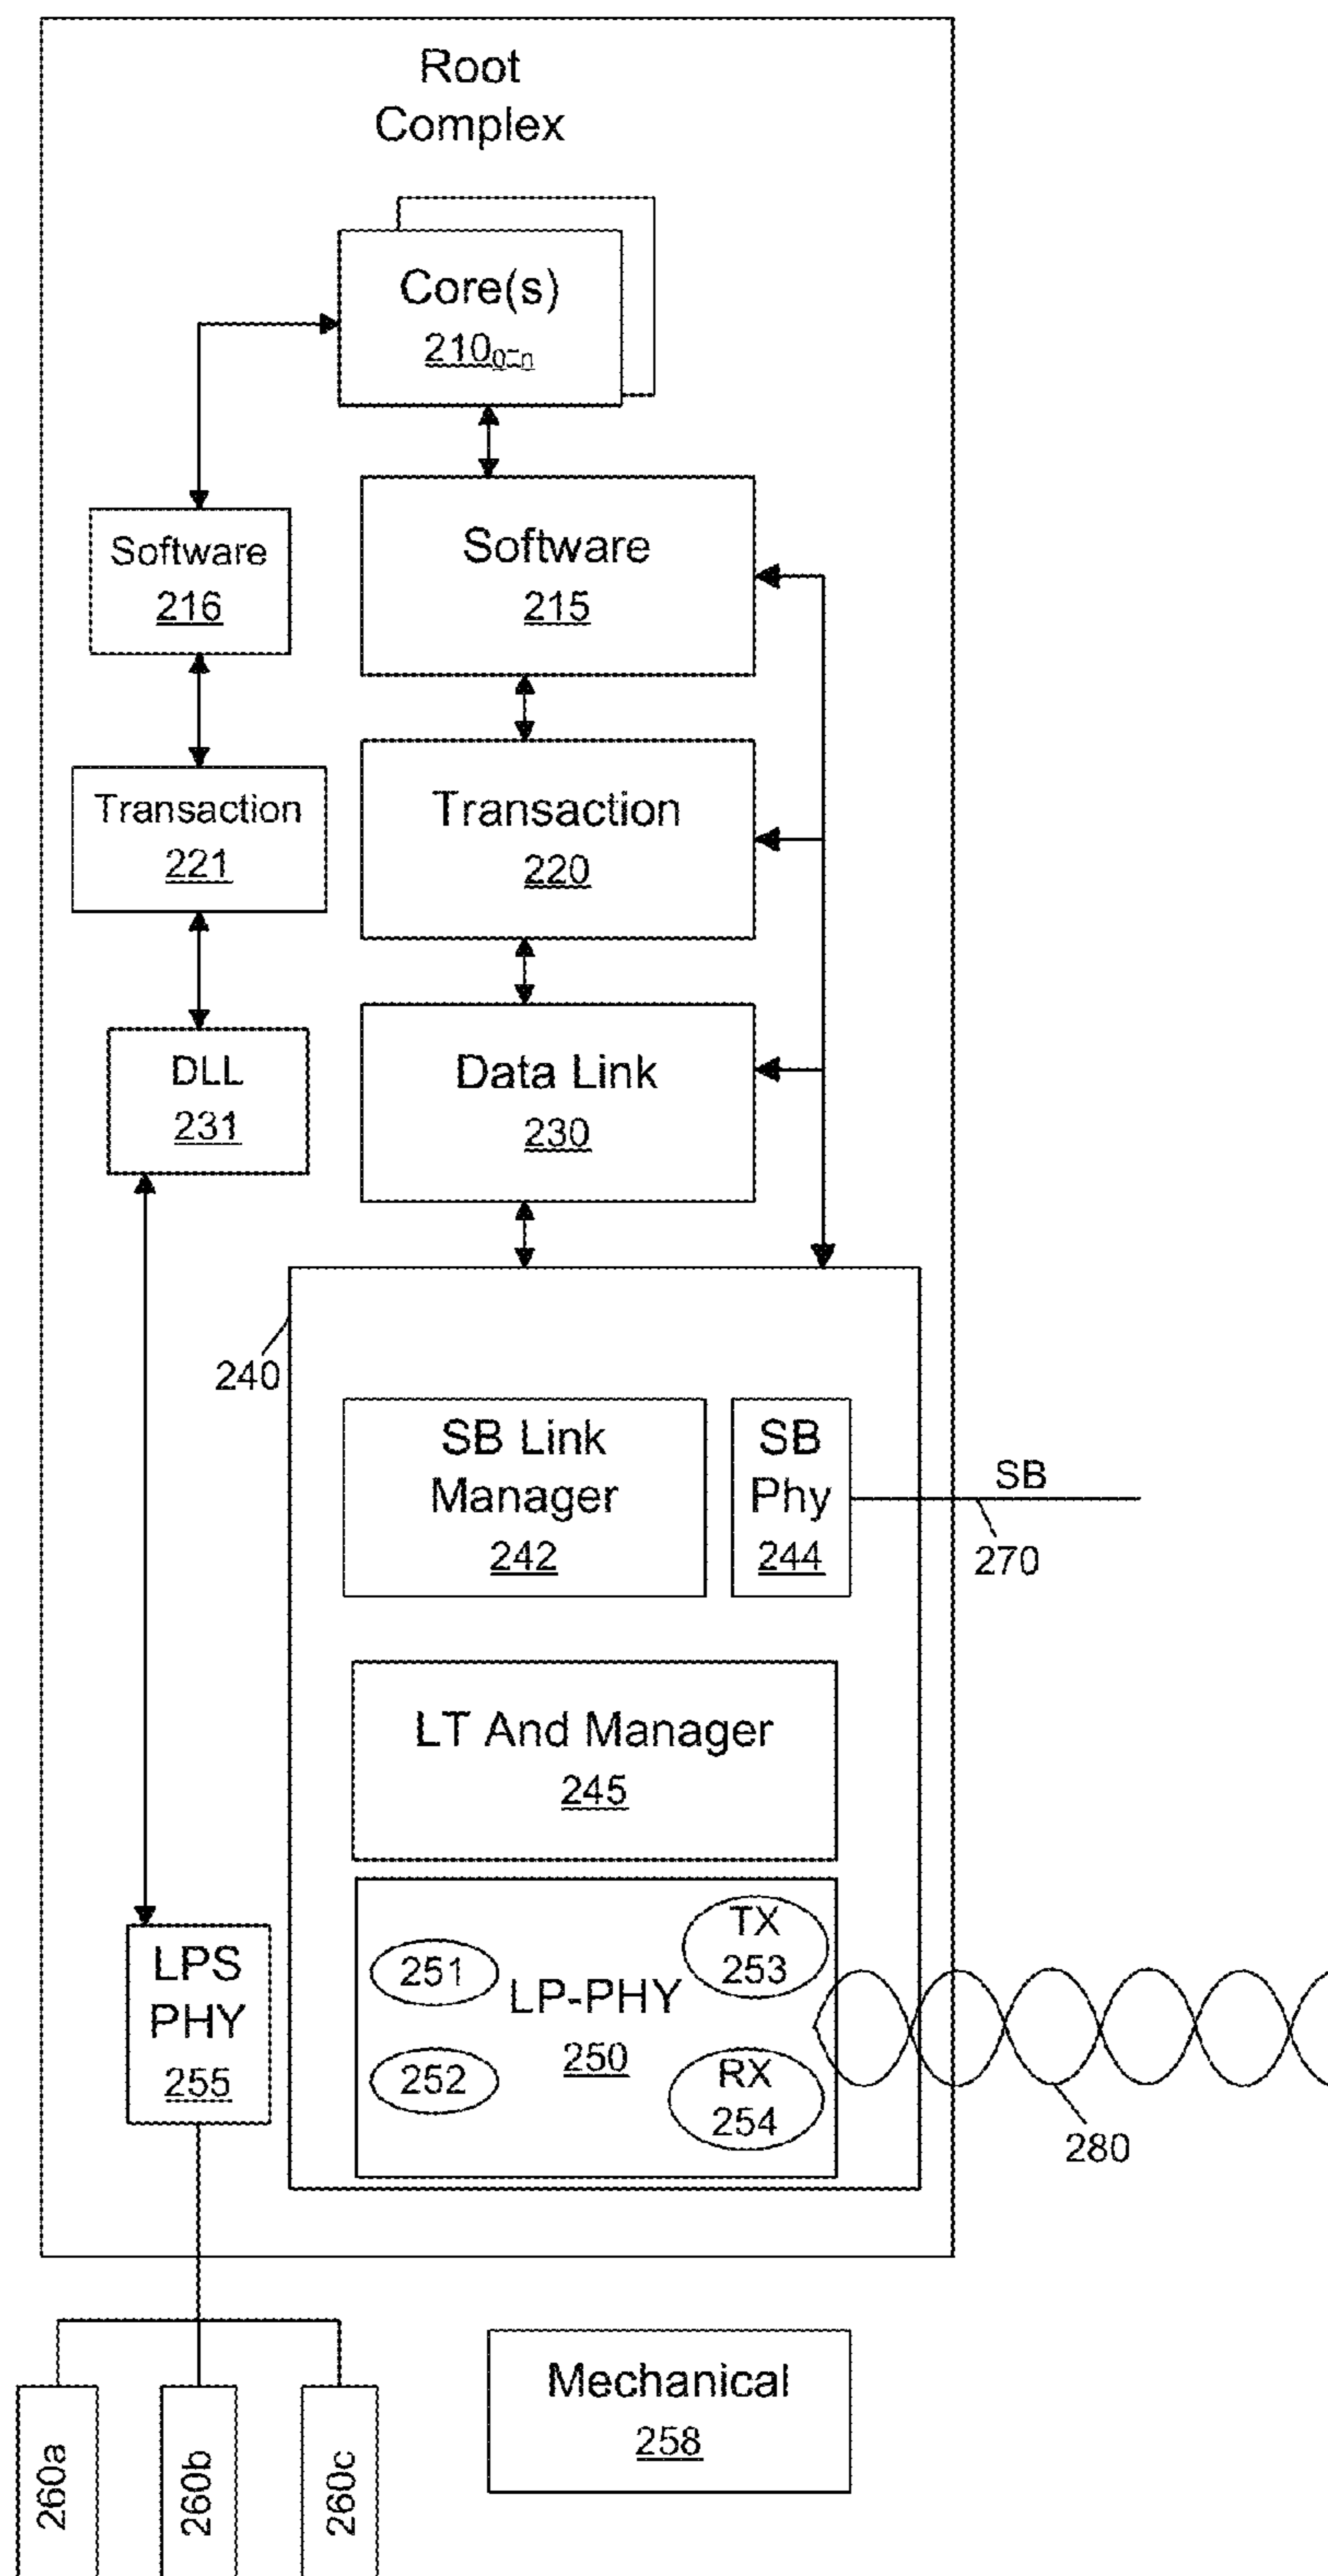 Root
Complex
Core(s)
210₀₋ₙ
Software
216
Software
215
Transaction
221
Transaction
220
DLL
231
Data Link
230
240
SB Link
Manager
242
SB
Phy
244
SB
270
LT And Manager
245
LPS
PHY
255
251
252
LP-PHY
250
TX
253
RX
254
280
Mechanical
258
260a
260b
260c